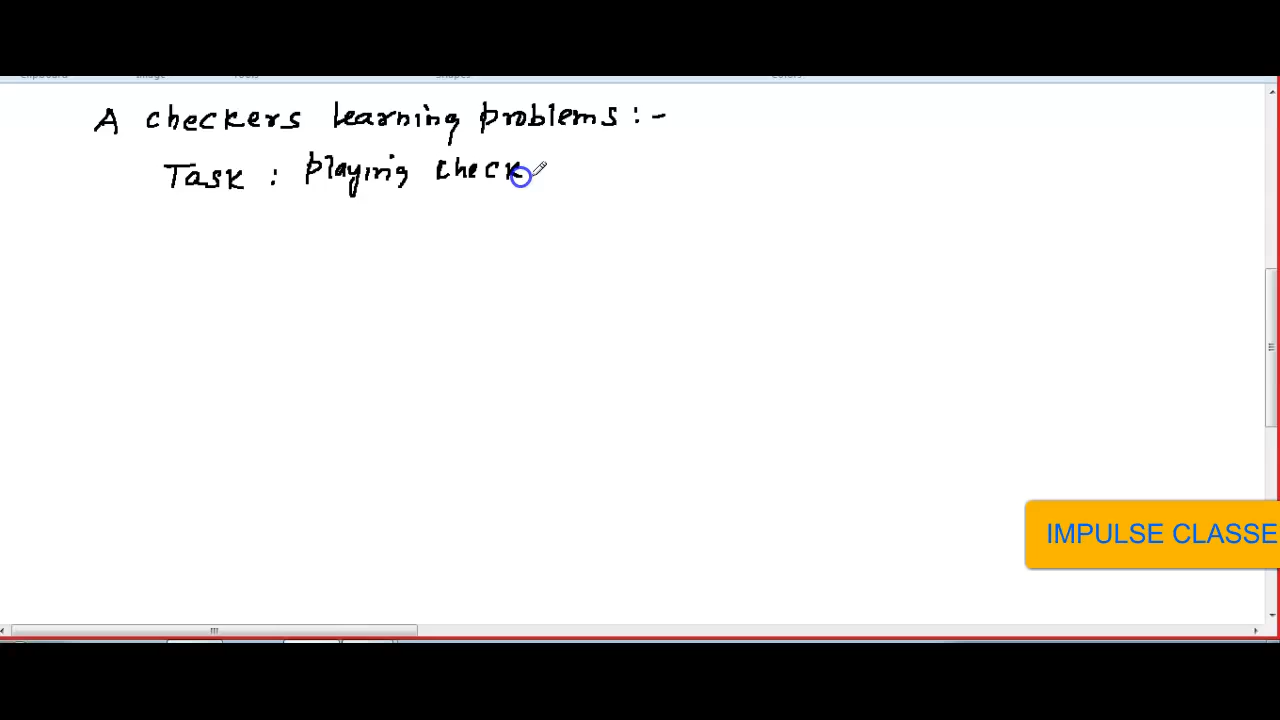 A checkers learning problems :-
Task : playing check
IMPULSE CLASSE